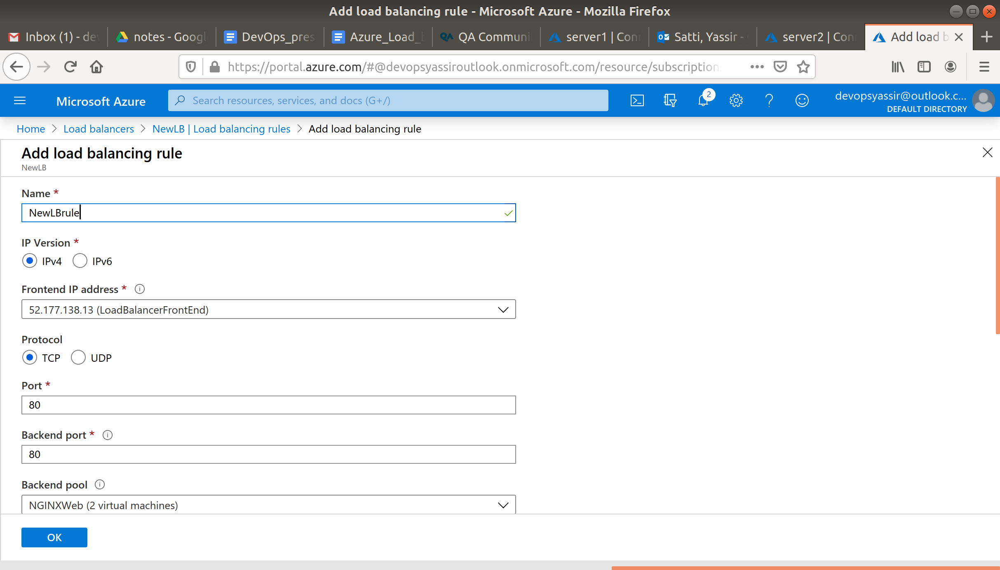 Add load balancing rule - Microsoft Azure - Mozilla Firefox
Inbox (1) - dev notes - Googl DevOps_pres Azure_Load_b QA Communi server1 | Con Satti, Yassir - server2 | Con Add load b
https://portal.azure.com/#@devopsyassiroutlook.onmicrosoft.com/resource/subscription
Microsoft Azure Search resources, services, and docs (G+/) 2 devopsyassir@outlook.c...
DEFAULT DIRECTORY
Home > Load balancers > NewLB | Load balancing rules > Add load balancing rule
Add load balancing rule
NewLB
Name *
NewLBrule
IP Version *
IPv4 IPv6
Frontend IP address *
52.177.138.13 (LoadBalancerFrontEnd)
Protocol
TCP UDP
Port *
80
Backend port *
80
Backend pool
NGINXWeb (2 virtual machines)
OK